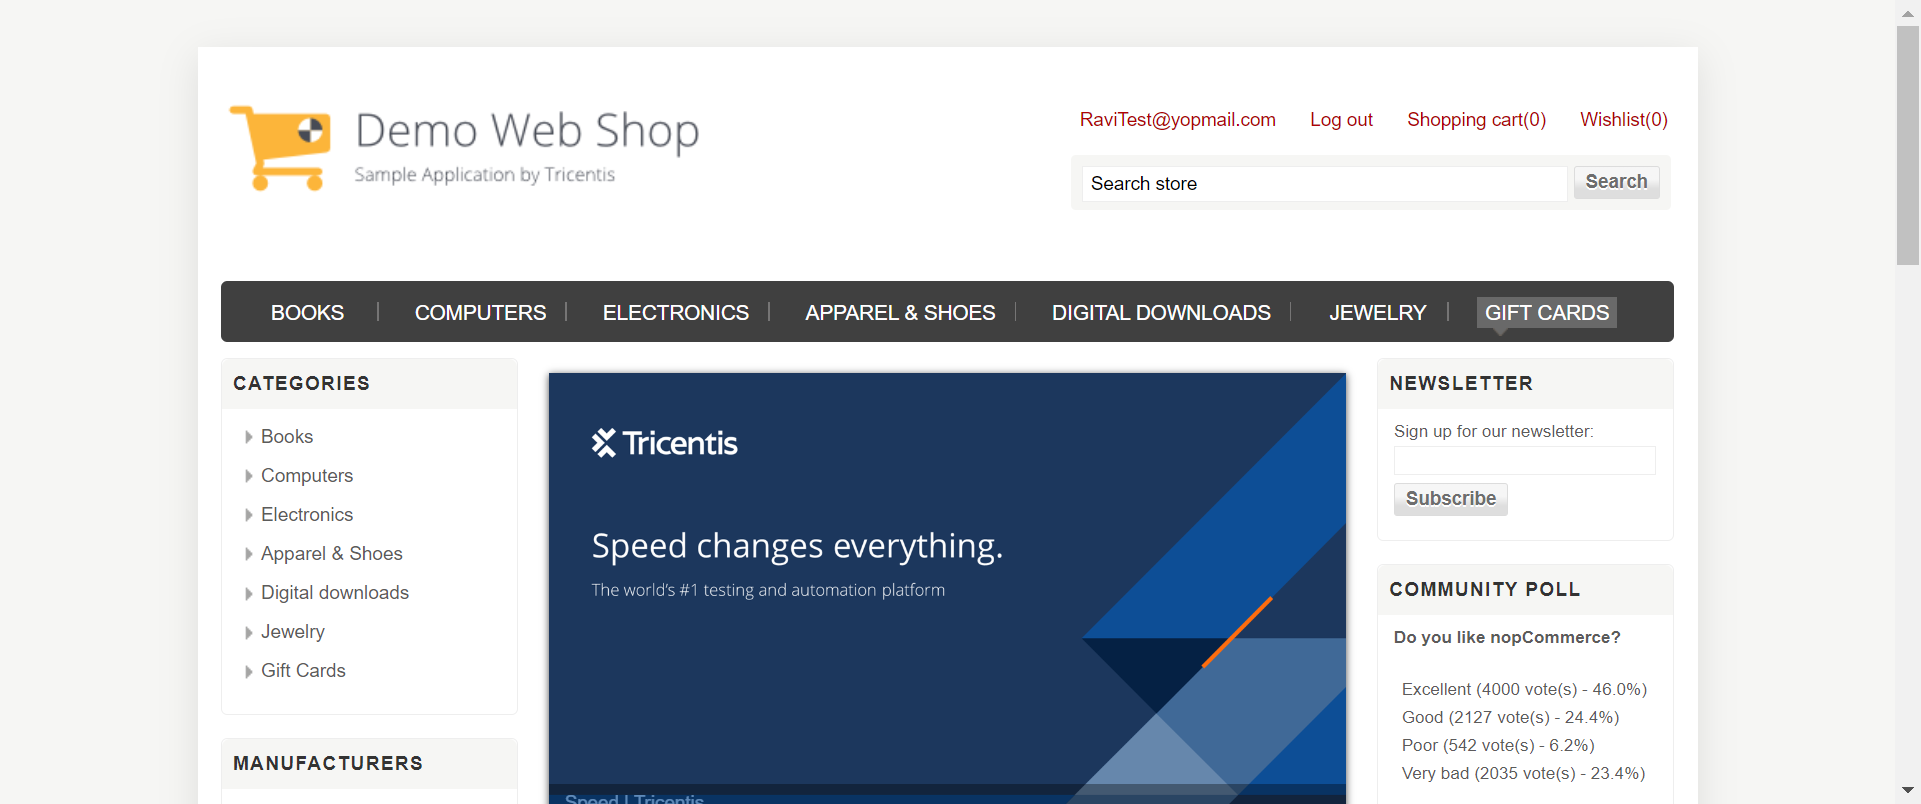 Demo Web Shop
Sample Application by Tricentis
RaviTest@yopmail.com Log out Shopping cart(0) Wishlist(0)
Search store Search
BOOKS COMPUTERS ELECTRONICS APPAREL & SHOES DIGITAL DOWNLOADS JEWELRY GIFT CARDS
CATEGORIES
Books
Computers
Electronics
Apparel & Shoes
Digital downloads
Jewelry
Gift Cards
MANUFACTURERS
Tricentis
Speed changes everything.
The world's #1 testing and automation platform
Speed | Tricentis
NEWSLETTER
Sign up for our newsletter:
Subscribe
COMMUNITY POLL
Do you like nopCommerce?
Excellent (4000 vote(s) - 46.0%)
Good (2127 vote(s) - 24.4%)
Poor (542 vote(s) - 6.2%)
Very bad (2035 vote(s) - 23.4%)